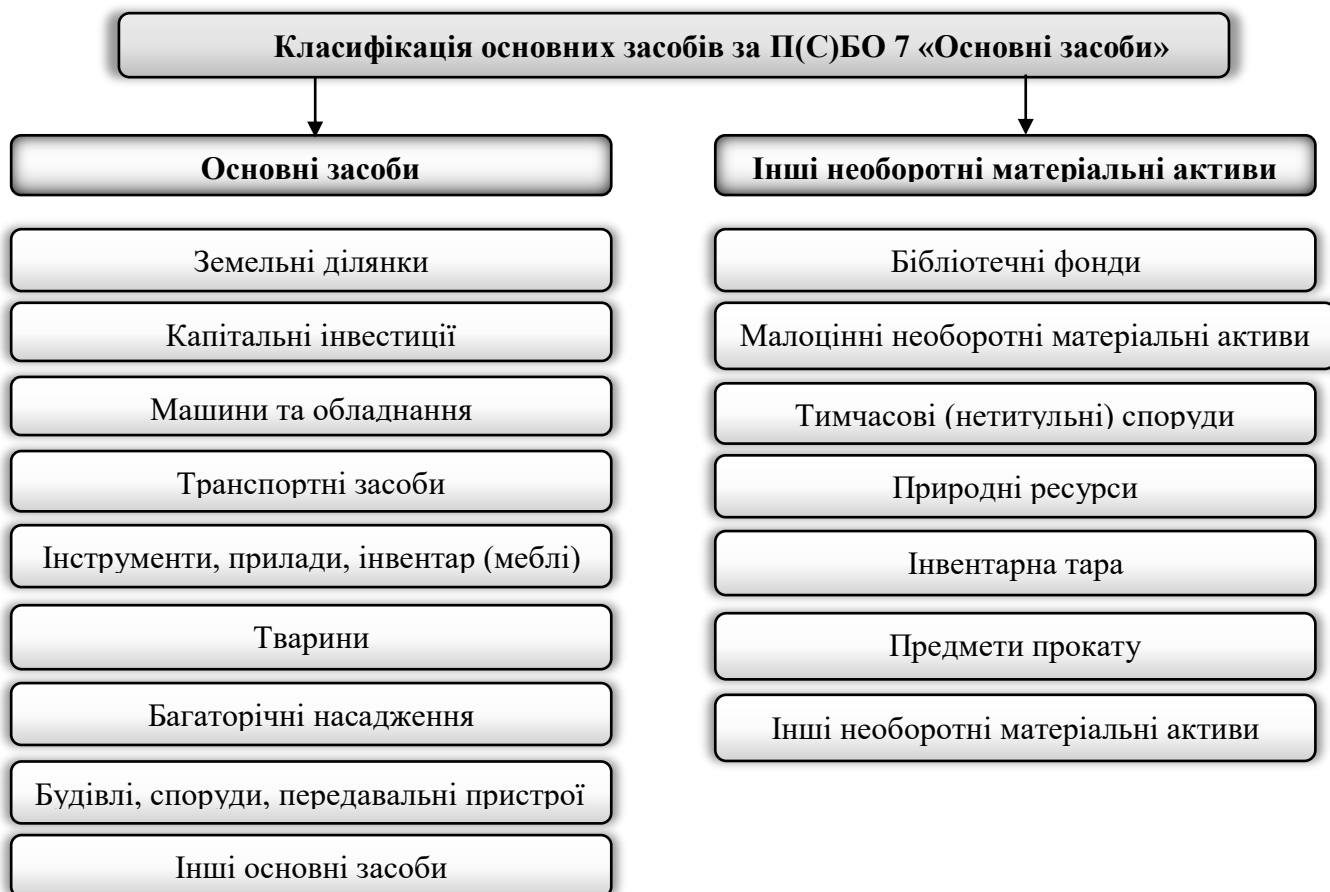 Класифікація основних засобів за П(С)БО 7 «Основні засоби»
Основні засоби
Земельні ділянки
Капітальні інвестиції
Машини та обладнання
Транспортні засоби
Інструменти, прилади, інвентар (меблі)
Тварини
Багаторічні насадження
Будівлі, споруди, передавальні пристрої
Інші основні засоби
Інші необоротні матеріальні активи
Бібліотечні фонди
Малоцінні необоротні матеріальні активи
Тимчасові (нетитульні) споруди
Природні ресурси
Інвентарна тара
Предмети прокату
Інші необоротні матеріальні активи